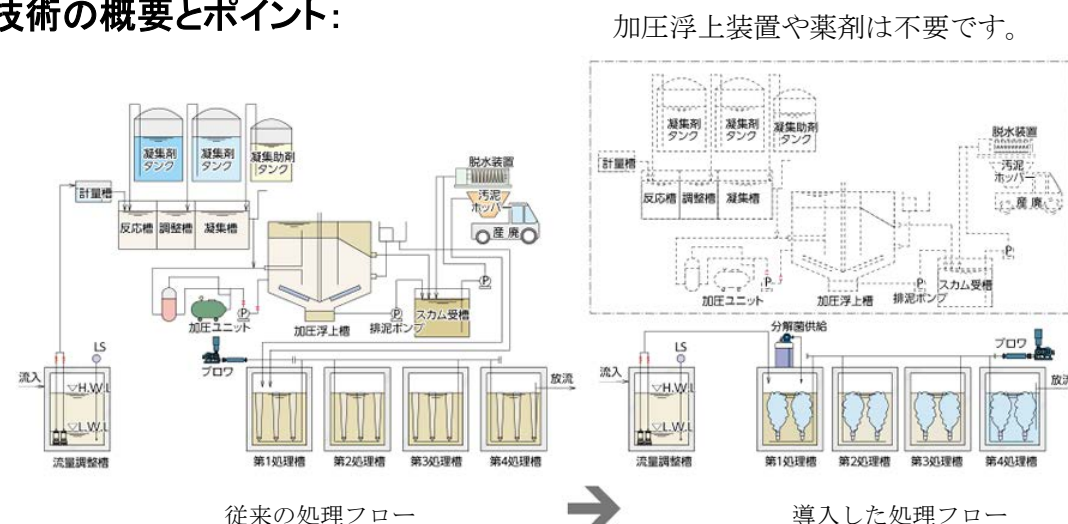 技術の概要とポイント：
加圧浮上装置や薬剤は不要です。
凝集剤
タンク
凝集剤
タンク
凝集助剤
タンク
計量槽
反応槽
調整槽
凝集槽
脱水装置
汚泥
ホッパー
産廃
P
加圧ユニット
P
加圧浮上槽
P
排泥ポンプ
スカム受槽
ブロワ
LS
流入
▽H.W.L
▽L.W.L
流量調整槽
第1処理槽
第2処理槽
第3処理槽
第4処理槽
放流
従来の処理フロー
凝集剤
タンク
凝集剤
タンク
凝集助剤
タンク
計量槽
反応槽
調整槽
凝集槽
脱水装置
汚泥
ホッパー
産廃
P
加圧ユニット
P
加圧浮上槽
P
排泥ポンプ
スカム受槽
分解菌供給
ブロワ
LS
流入
▽H.W.L
▽L.W.L
流量調整槽
第1処理槽
第2処理槽
第3処理槽
第4処理槽
放流
導入した処理フロー